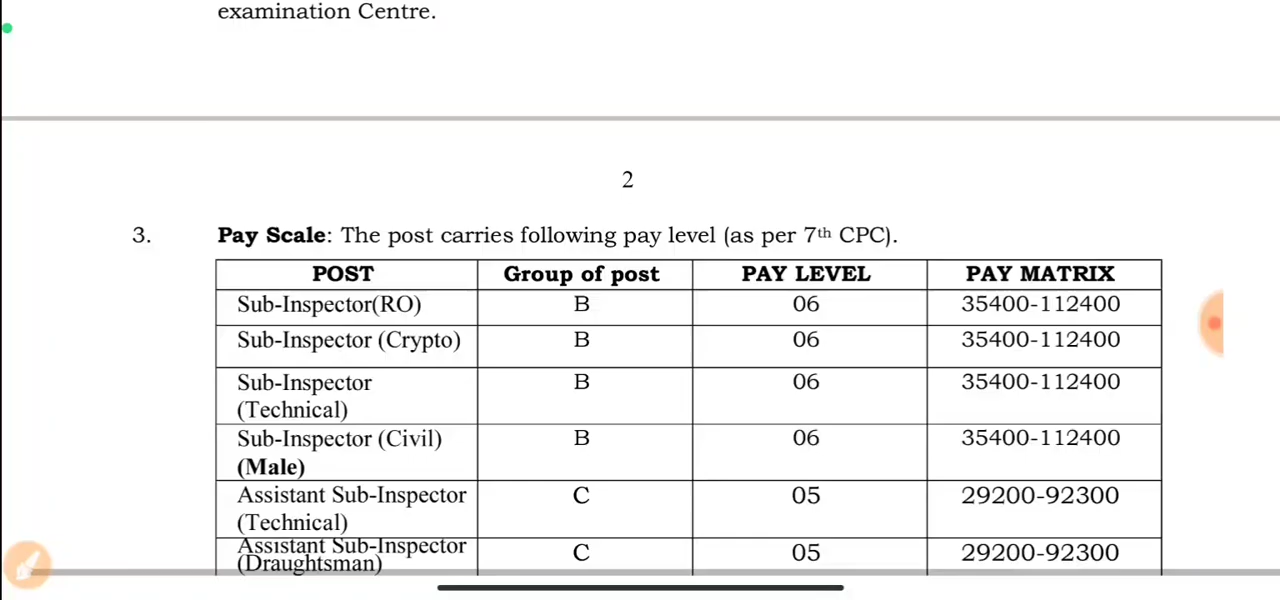 examination Centre.
2
3. Pay Scale: The post carries following pay level (as per 7th CPC).
POST Group of post PAY LEVEL PAY MATRIX
Sub-Inspector(RO) B 06 35400-112400
Sub-Inspector (Crypto) B 06 35400-112400
Sub-Inspector B 06 35400-112400
(Technical)
Sub-Inspector (Civil) B 06 35400-112400
(Male)
Assistant Sub-Inspector C 05 29200-92300
(Technical)
Assistant Sub-Inspector C 05 29200-92300
(Draughtsman)